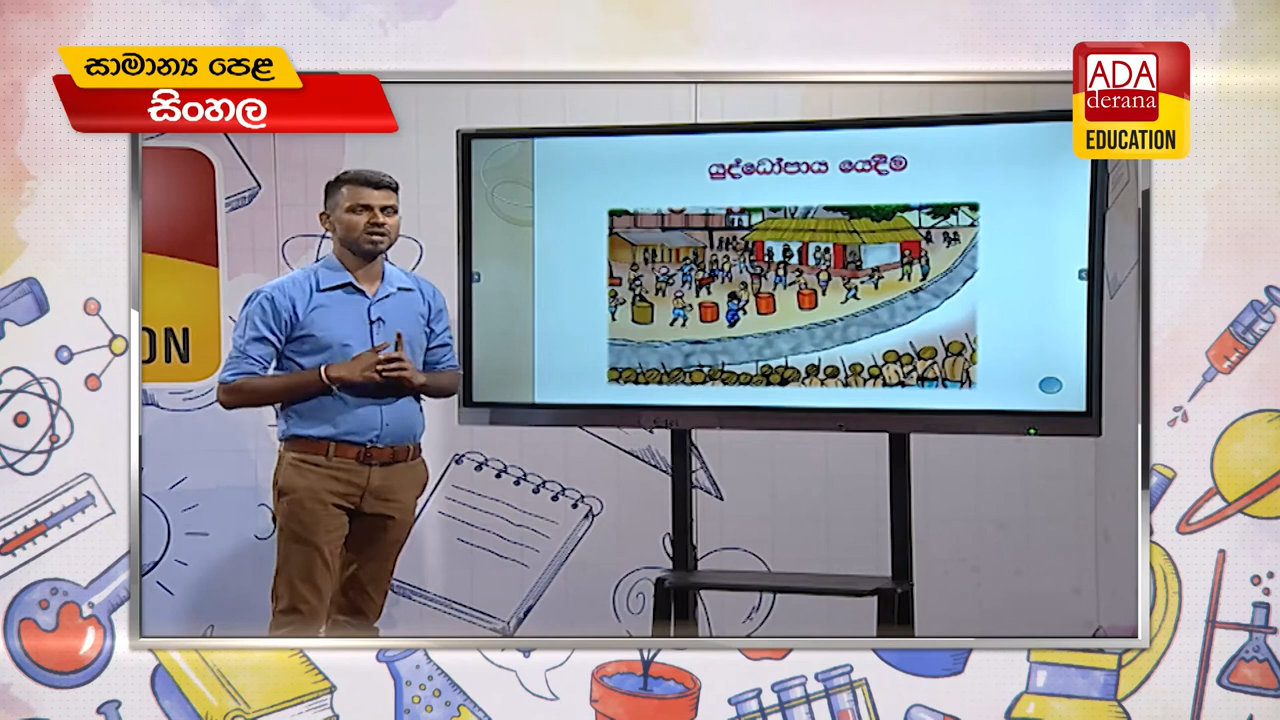 සාමාන්‍ය පෙළ
සිංහල
ADA
derana
EDUCATION
යුද්ධෝපාය යෙදීම
ON